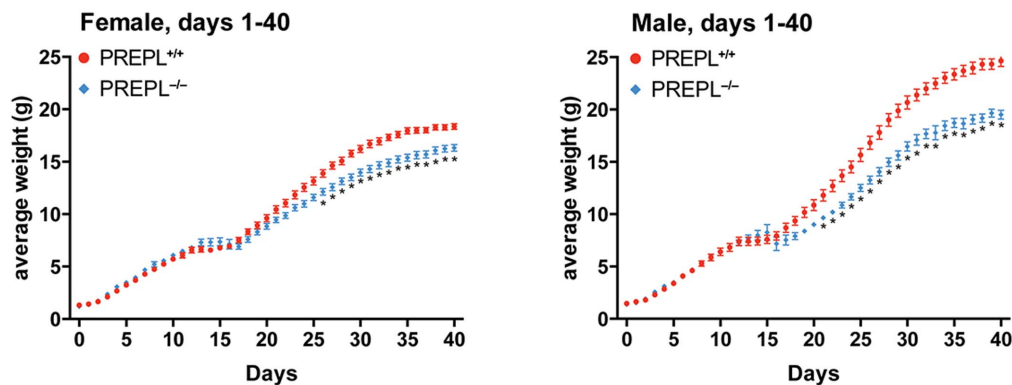 Female, days 1-40
PREPL+/+
PREPL−/−
average weight (g)
25
20
15
10
5
0
0 5 10 15 20 25 30 35 40
Days
Male, days 1-40
PREPL+/+
PREPL−/−
average weight (g)
25
20
15
10
5
0
0 5 10 15 20 25 30 35 40
Days